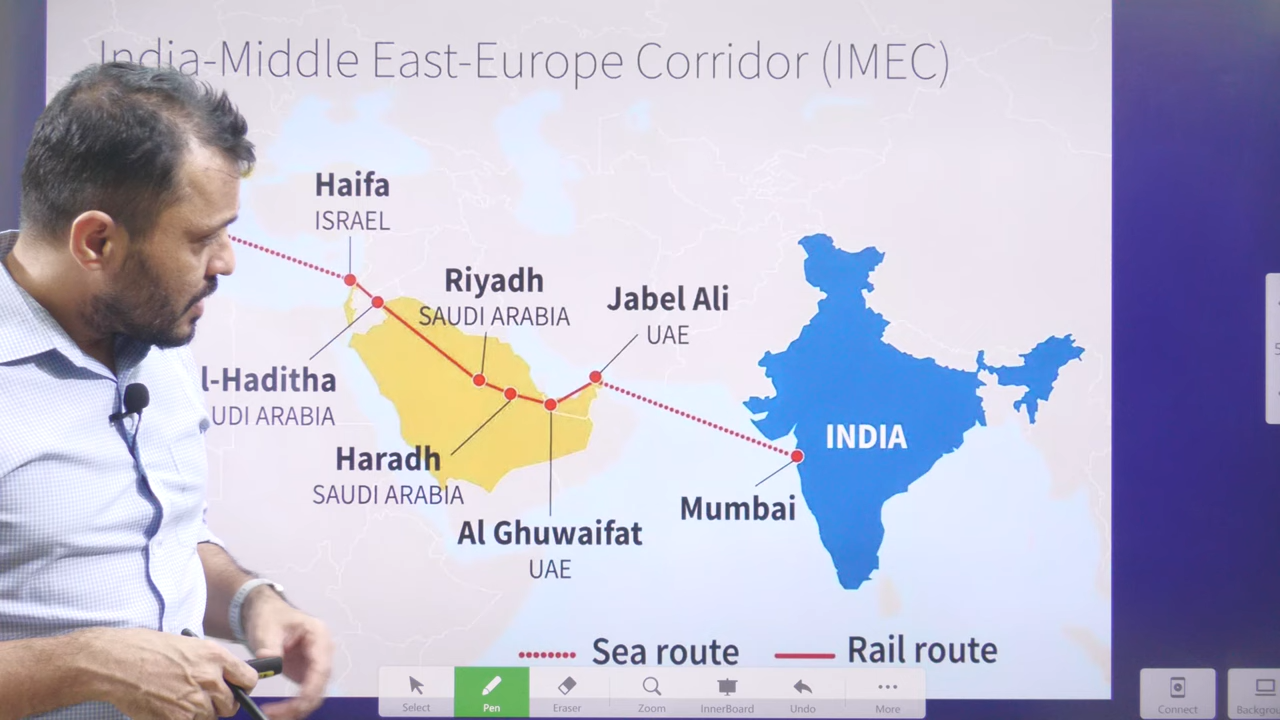 India-Middle East-Europe Corridor (IMEC)
Haifa
ISRAEL
Riyadh
SAUDI ARABIA
Jabel Ali
UAE
l-Haditha
UDI ARABIA
INDIA
Haradh
SAUDI ARABIA
Mumbai
Al Ghuwaifat
UAE
Sea route
Rail route
Select
Pen
Eraser
Zoom
InnerBoard
Undo
More
Connect
Backgrou